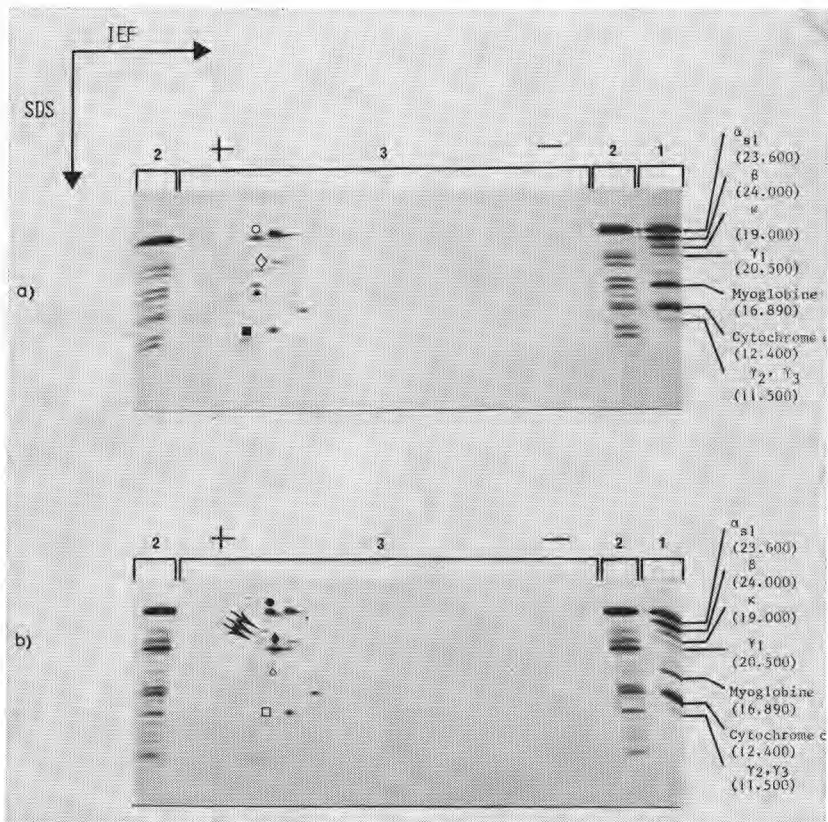 IEF
SDS
2 + 3 — 2 1
α s1
(23.600)
β
(24.000)
κ
(19.000)
γ1
(20.500)
a)
Myoglobine
(16.890)
Cytochrome
(12.400)
γ2, γ3
(11.500)
2 + 3 — 2 1
α s1
(23.600)
β
(24.000)
κ
(19.000)
b)
γ1
(20.500)
Myoglobine
(16.890)
Cytochrome c
(12.400)
γ2,γ3
(11.500)